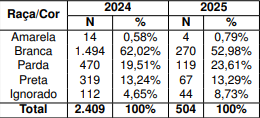 Raça/Cor 2024 2025
N % N %
Amarela 14 0,58% 4 0,79%
Branca 1.494 62,02% 270 52,98%
Parda 470 19,51% 119 23,61%
Preta 319 13,24% 67 13,29%
Ignorado 112 4,65% 44 8,73%
Total 2.409 100% 504 100%